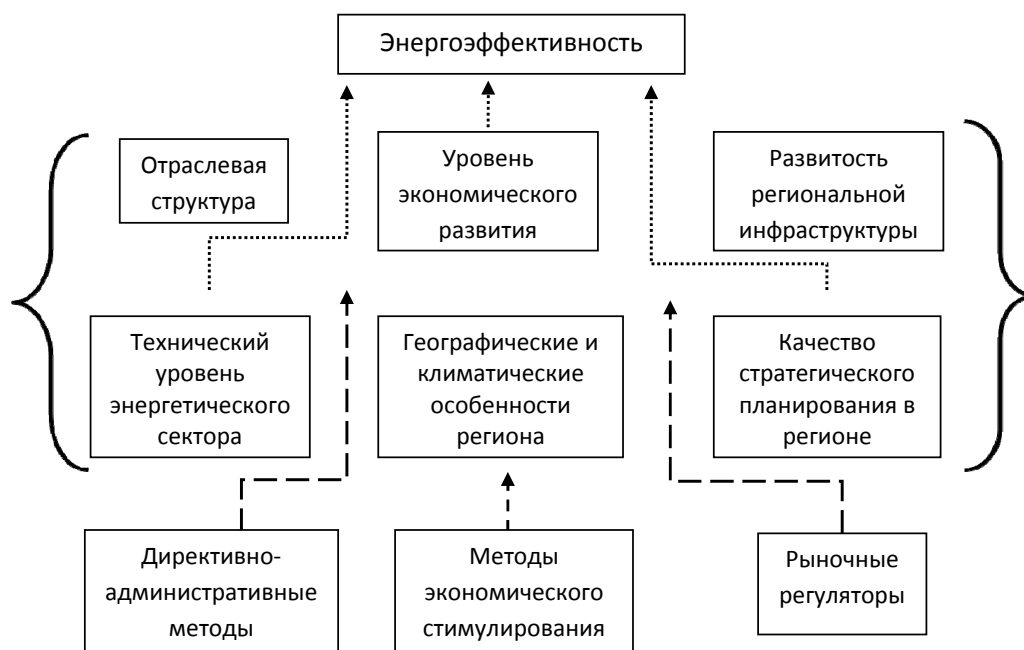 Энергоэффективность
Отраслевая
структура
Уровень
экономического
развития
Развитость
региональной
инфраструктуры
Технический
уровень
энергетического
сектора
Географические и
климатические
особенности
региона
Качество
стратегического
планирования в
регионе
Директивно-
административные
методы
Методы
экономического
стимулирования
Рыночные
регуляторы